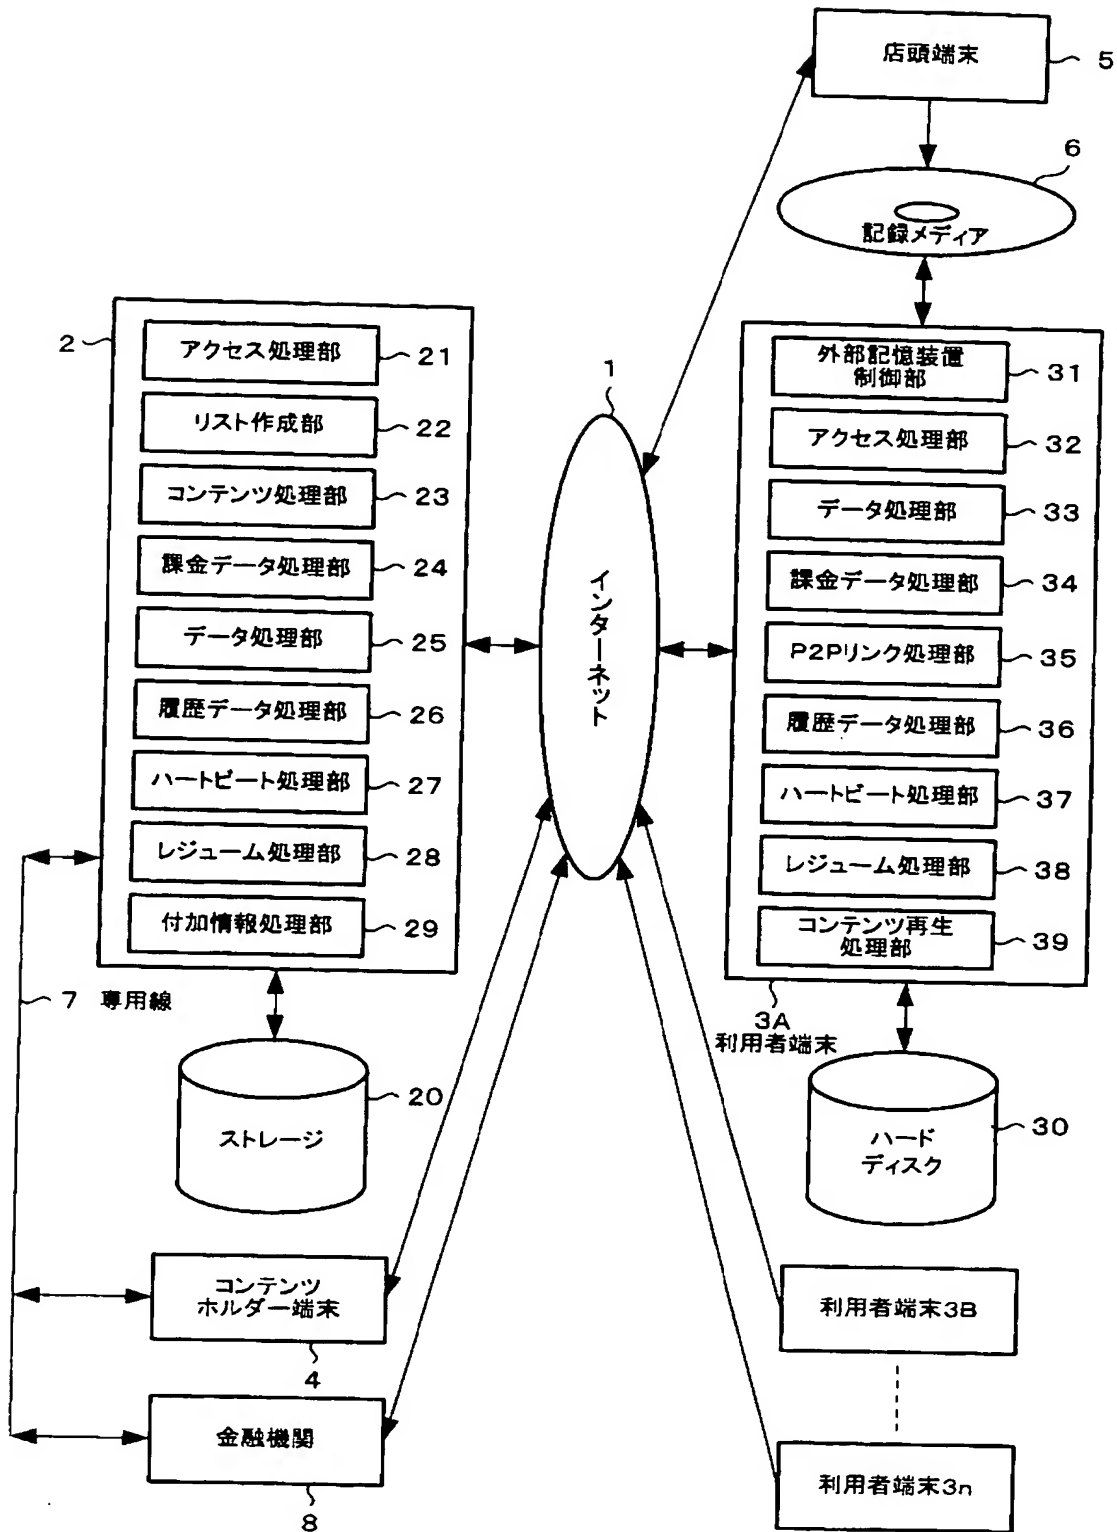 店頭端末
5
6
記録メディア
2
アクセス処理部
21
リスト作成部
22
コンテンツ処理部
23
課金データ処理部
24
データ処理部
25
履歴データ処理部
26
ハートビート処理部
27
レジューム処理部
28
付加情報処理部
29
1
インターネット
外部記憶装置
制御部
31
アクセス処理部
32
データ処理部
33
課金データ処理部
34
P2Pリンク処理部
35
履歴データ処理部
36
ハートビート処理部
37
レジューム処理部
38
コンテンツ再生
処理部
39
3A
利用者端末
7 専用線
ストレージ
20
ハード
ディスク
30
コンテンツ
ホルダー端末
4
金融機関
8
利用者端末3B
利用者端末3n